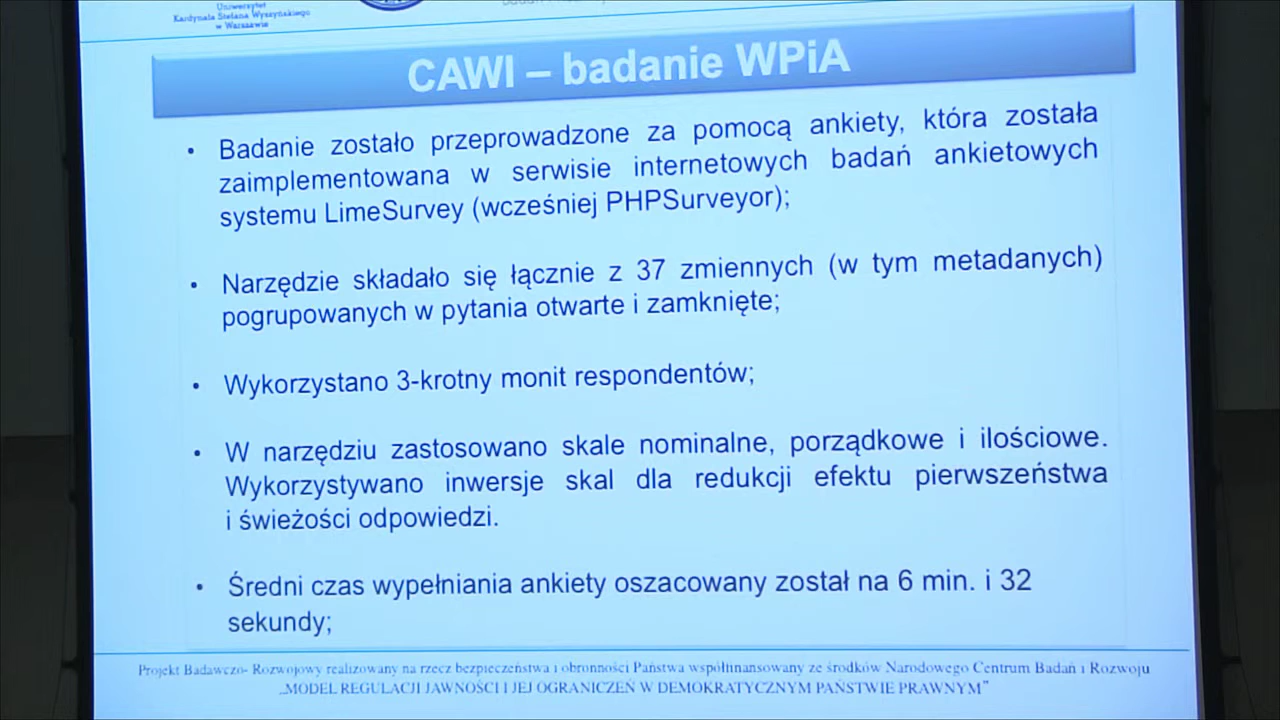 Uniwersytet
Kardynała Stefana Wyszyńskiego
w Warszawie
CAWI – badanie WPiA
• Badanie zostało przeprowadzone za pomocą ankiety, która została
zaimplementowana w serwisie internetowych badań ankietowych
systemu LimeSurvey (wcześniej PHPSurveyor);
• Narzędzie składało się łącznie z 37 zmiennych (w tym metadanych)
pogrupowanych w pytania otwarte i zamknięte;
• Wykorzystano 3-krotny monit respondentów;
• W narzędziu zastosowano skale nominalne, porządkowe i ilościowe.
Wykorzystywano inwersje skal dla redukcji efektu pierwszeństwa
i świeżości odpowiedzi.
• Średni czas wypełniania ankiety oszacowany został na 6 min. i 32
sekundy;
Projekt Badawczo- Rozwojowy realizowany na rzecz bezpieczeństwa i obronności Państwa współfinansowany ze środków Narodowego Centrum Badań i Rozwoju
„MODEL REGULACJI JAWNOŚCI I JEJ OGRANICZEŃ W DEMOKRATYCZNYM PAŃSTWIE PRAWNYM”